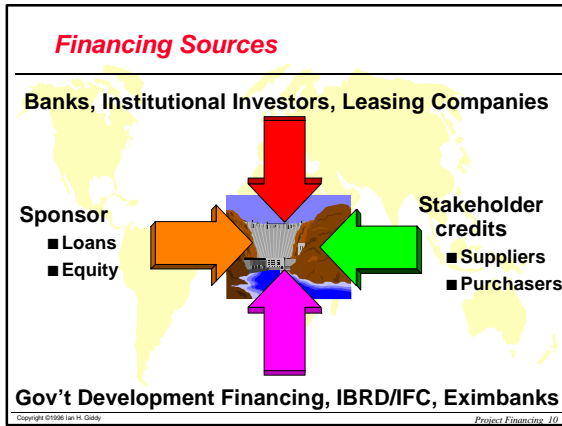 Financing Sources
Banks, Institutional Investors, Leasing Companies
Sponsor
■ Loans
■ Equity
Stakeholder
credits
■ Suppliers
■ Purchasers
Gov't Development Financing, IBRD/IFC, Eximbanks
Copyright ©1996 Ian H. Giddy
Project Financing 10